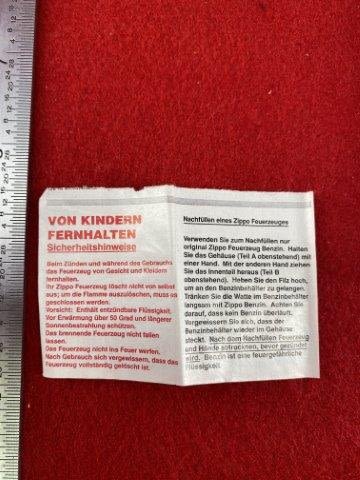 VON KINDERN
FERNHALTEN
Sicherheitshinweise
Beim Zünden und während des Gebrauchs
das Feuerzeug von Gesicht und Kleidern
fernhalten.
Ihr Zippo Feuerzeug löscht nicht von selbst
aus; um die Flamme auszulöschen, muss es
geschlossen werden.
Vorsicht: Enthält entzündbare Flüssigkeit.
Vor Erwärmung über 50 Grad und längerer
Sonnenbestrahlung schützen.
Das brennende Feuerzeug nicht fallen
lassen.
Das Feuerzeug nicht ins Feuer werfen.
Nach Gebrauch sich vergewissern, dass das
Feuerzeug vollständig gelöscht ist.
Nachfüllen eines Zippo Feuerzeuges
Verwenden Sie zum Nachfüllen nur
original Zippo Feuerzeug Benzin. Halten
Sie das Gehäuse (Teil A obenstehend) mit
einer Hand. Mit der anderen Hand ziehen
Sie das Innenteil heraus (Teil B
obenstehend). Heben Sie den Filz hoch,
um an den Benzinbehälter zu gelangen.
Tränken Sie die Watte im Benzinbehälter
langsam mit Zippo Benzin. Achten Sie
darauf, dass kein Benzin überläuft.
Vergewissern Sie sich, dass der
Benzinbehälter wieder im Gehäuse
steckt. Nach dem Nachfüllen Feuerzeug
und Hände abtrocknen, bevor gezündet
wird. Benzin ist eine feuergefährliche
Flüssigkeit.